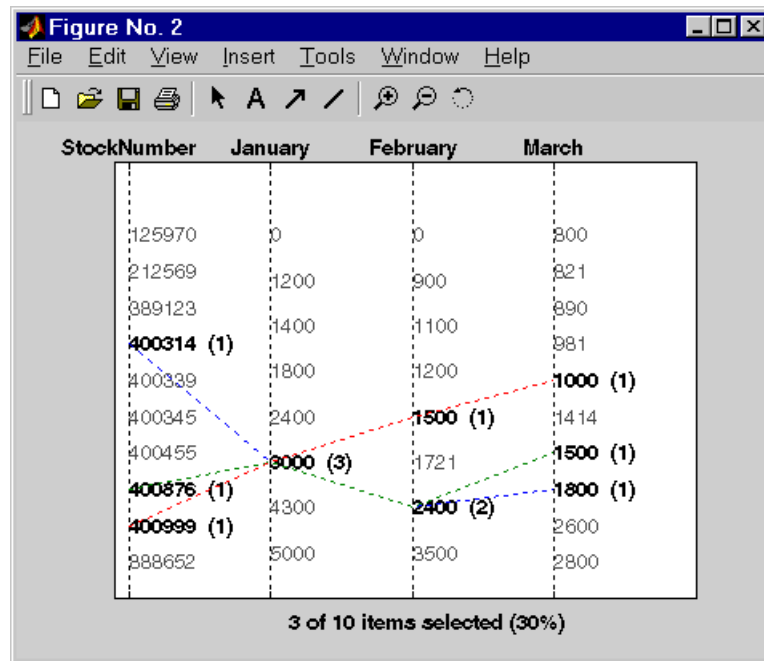 Figure No. 2
File Edit View Insert Tools Window Help
A
StockNumber January February March
125970 0 0 800
212569 1200 900 821
389123 1400 1100 890
400314 (1) 1800 1200 981
400339 2400 1500 (1) 1000 (1)
400345 3000 (3) 1721 1414
400455 4300 2400 (2) 1500 (1)
400876 (1) 5000 3500 1800 (1)
400999 (1) 2600
888652 2800
3 of 10 items selected (30%)